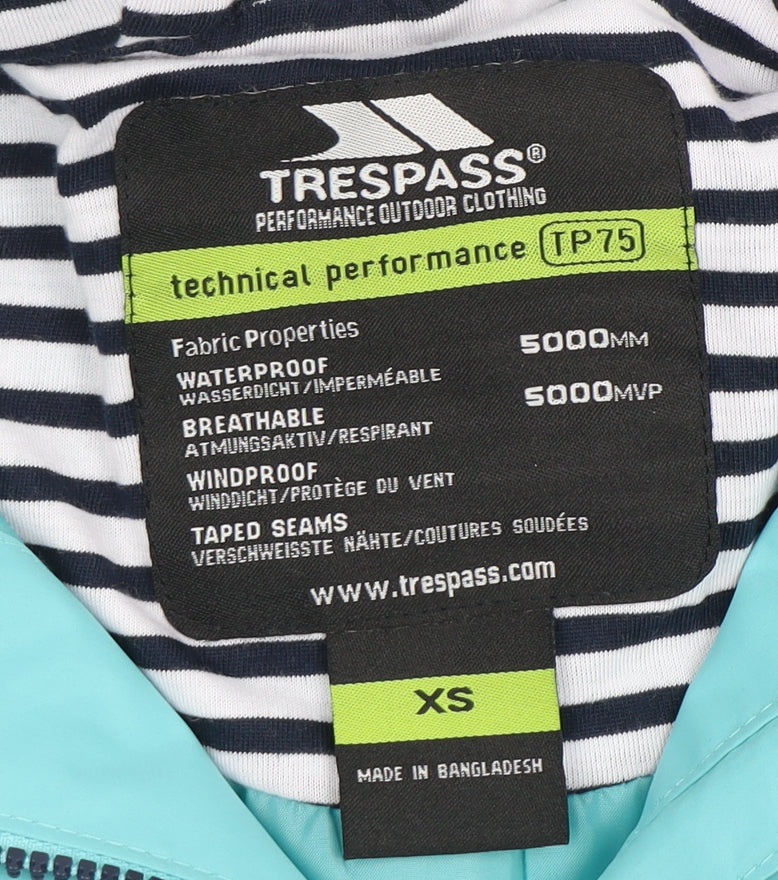 TRESPASS®
PERFORMANCE OUTDOOR CLOTHING
technical performance TP75
Fabric Properties
WATERPROOF 5000MM
WASSERDICHT/IMPERMÉABLE
BREATHABLE 5000MVP
ATMUNGSAKTIV/RESPIRANT
WINDPROOF
WINDDICHT/PROTÈGE DU VENT
TAPED SEAMS
VERSCHWEISSTE NÄHTE/COUTURES SOUDÉES
www.trespass.com
XS
MADE IN BANGLADESH